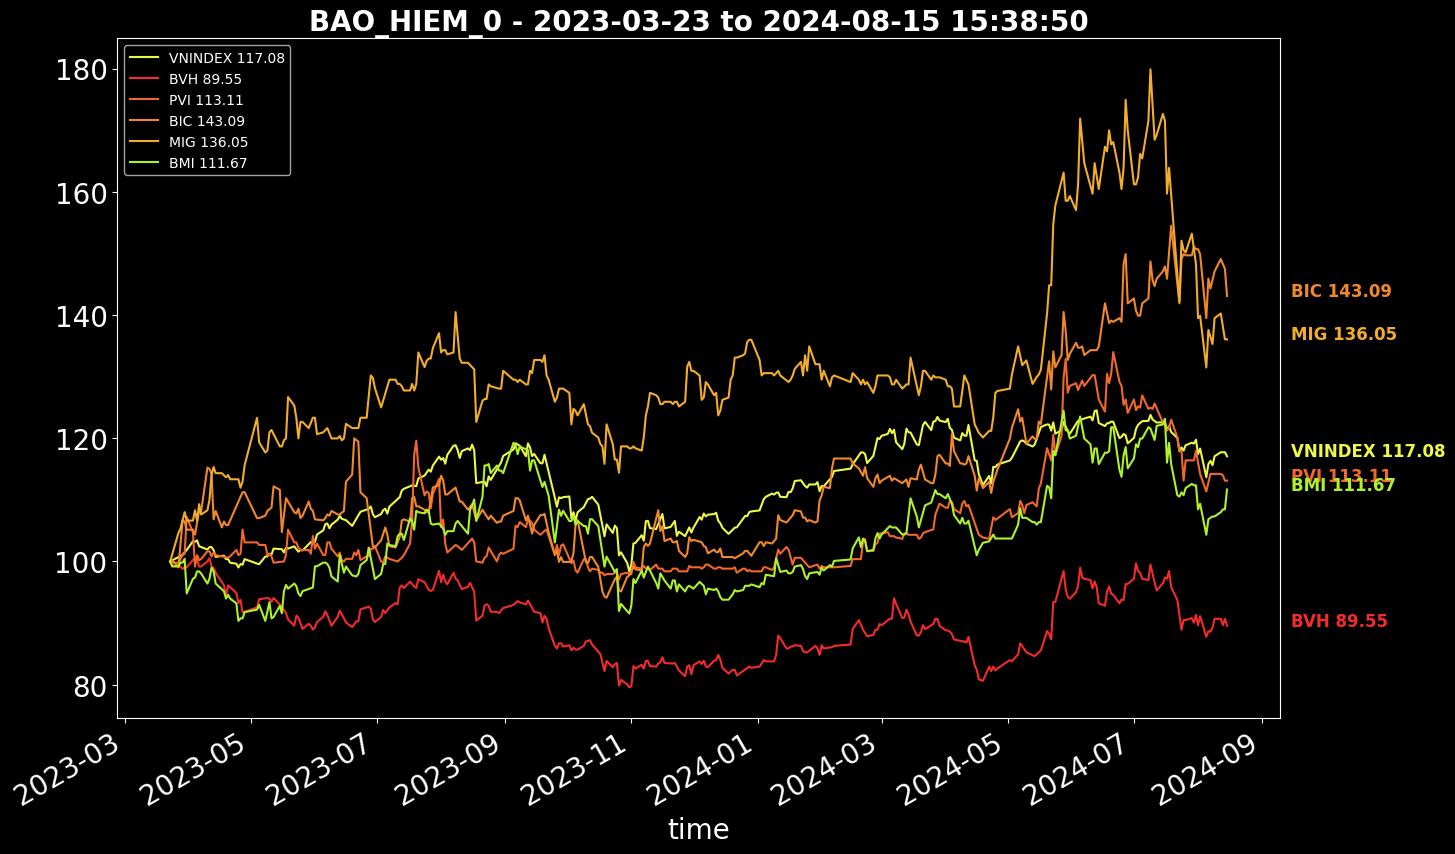 BAO_HIEM_0 - 2023-03-23 to 2024-08-15 15:38:50
VNINDEX 117.08
BVH 89.55
PVI 113.11
BIC 143.09
MIG 136.05
BMI 111.67
180
160
140
120
100
80
BIC 143.09
MIG 136.05
VNINDEX 117.08
PVI 113.11
BMI 111.67
BVH 89.55
2023-03
2023-05
2023-07
2023-09
2023-11
2024-01
2024-03
2024-05
2024-07
2024-09
time